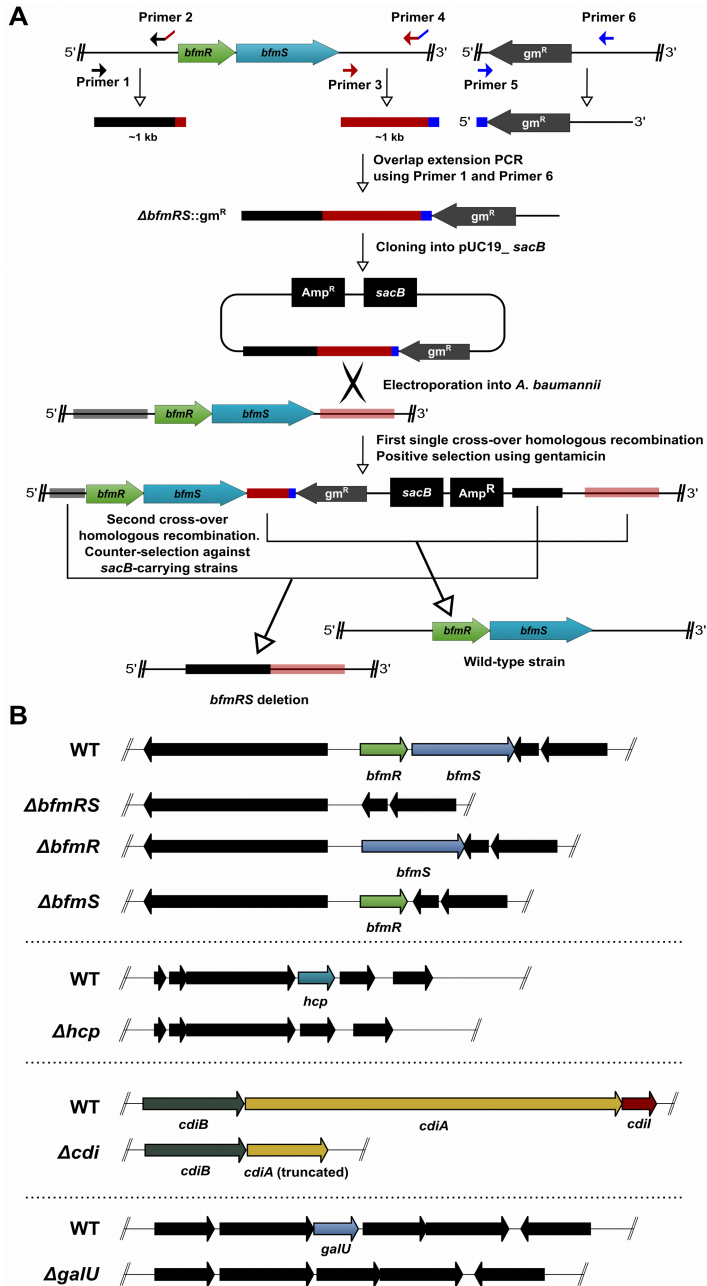 A
Primer 2
Primer 4
Primer 6
5'
bfmR
bfmS
3'
5'
gmR
3'
Primer 1
Primer 3
Primer 5
~1 kb
~1 kb
5'
gmR
3'
Overlap extension PCR
using Primer 1 and Primer 6
ΔbfmRS::gmR
gmR
Cloning into pUC19_ sacB
AmpR
sacB
gmR
Electroporation into A. baumannii
5'
bfmR
bfmS
3'
First single cross-over homologous recombination
Positive selection using gentamicin
5'
bfmR
bfmS
gmR
sacB
AmpR
3'
Second cross-over
homologous recombination.
Counter-selection against
sacB-carrying strains
5'
bfmR
bfmS
3'
Wild-type strain
5'
3'
bfmRS deletion
B
WT
bfmR
bfmS
ΔbfmRS
ΔbfmR
bfmS
ΔbfmS
bfmR
WT
hcp
Δhcp
WT
cdiB
cdiA
cdiI
Δcdi
cdiB
cdiA (truncated)
WT
galU
ΔgalU